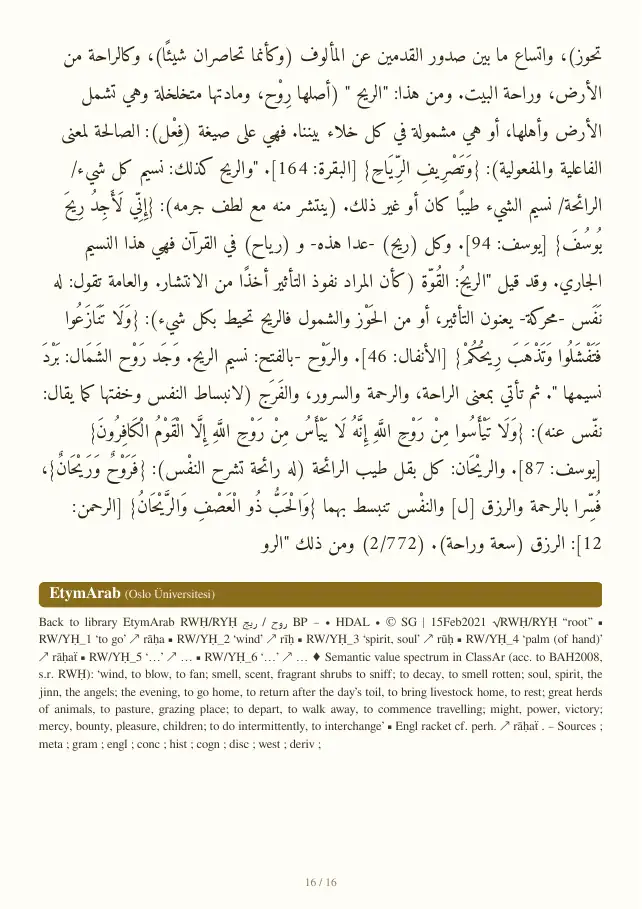 تحوز)، واتساع ما بين صدور القدمين عن المألوف (وكأنما تحاصران شيئًا)، وكالراحة من
الأرض، وراحة البيت. ومن هذا: "الريح " (أصلها رِوْح، ومادتها متخلخلة وهي تشمل
الأرض وأهلها، أو هي مشمولة في كل خلاء بيننا. فهي على صيغة (فِعْل): الصالحة لمعنى
الفاعلية والمفعولية): {وَتَصْرِيفِ الرِّيَاحِ} [البقرة: 164]. "والريح كذلك: نسيم كل شيء/
الرائحة/ نسيم الشيء طيبًا كان أو غير ذلك. (ينتشر منه مع لطف جرمه): {إِنِّي لَأَجِدُ رِيحَ
يُوسُفَ} [يوسف: 94]. وكل (ريح) -عدا هذه- و (رياح) في القرآن فهي هذا النسيم
الجاري. وقد قيل "الريحُ: القُوّة (كأن المراد نفوذ التأثير أخذًا من الانتشار. والعامة تقول: له
نَفَس -محركة- يعنون التأثير، أو من الحَوْز والشمول فالريح تحيط بكل شيء): {وَلَا تَنَازَعُوا
فَتَفْشَلُوا وَتَذْهَبَ رِيحُكُمْ} [الأنفال: 46]. والرَوْح -بالفتح: نسيم الريح. وَجَد رَوْح الشَمَال: بَرْدَ
نسيمها ". ثم تأتي بمعنى الراحة، والرحمة والسرور، والفَرَج (لانبساط النفس وخفتها كما يقال:
نفّس عنه): {وَلَا تَيْأَسُوا مِنْ رَوْحِ اللَّهِ إِنَّهُ لَا يَيْأَسُ مِنْ رَوْحِ اللَّهِ إِلَّا الْقَوْمُ الْكَافِرُونَ}
[يوسف: 87]. والريْحَان: كل بقل طيب الرائحة (له رائحة تشرح النفْس): {فَرَوْحٌ وَرَيْحَانٌ}،
فُسِّرا بالرحمة والرزق [ل] والنفْس تنبسط بهما {وَالْحَبُّ ذُو الْعَصْفِ وَالرَّيْحَانُ} [الرحمن:
12]: الرزق (سعة وراحة). (2/772) ومن ذلك "الرو
EtymArab (Oslo Üniversitesi)
Back to library EtymArab RWḤ/RYḤ روح / ريح BP – • HDAL • © SG | 15Feb2021 √RWḤ/RYḤ “root” ▪
RW/YḤ_1 ‘to go’ ↗ rāḥa ▪ RW/YḤ_2 ‘wind’ ↗ rīḥ ▪ RW/YḤ_3 ‘spirit, soul’ ↗ rūḥ ▪ RW/YḤ_4 ‘palm (of hand)’
↗ rāḥaẗ ▪ RW/YḤ_5 ‘…’ ↗ … ▪ RW/YḤ_6 ‘…’ ↗ … ♦ Semantic value spectrum in ClassAr (acc. to BAH2008,
s.r. RWḤ): ‘wind, to blow, to fan; smell, scent, fragrant shrubs to sniff; to decay, to smell rotten; soul, spirit, the
jinn, the angels; the evening, to go home, to return after the day’s toil, to bring livestock home, to rest; great herds
of animals, to pasture, grazing place; to depart, to walk away, to commence travelling; might, power, victory;
mercy, bounty, pleasure, children; to do intermittently, to interchange’ ▪ Engl racket cf. perh. ↗ rāḥaẗ . – Sources ;
meta ; gram ; engl ; conc ; hist ; cogn ; disc ; west ; deriv ;
16 / 16